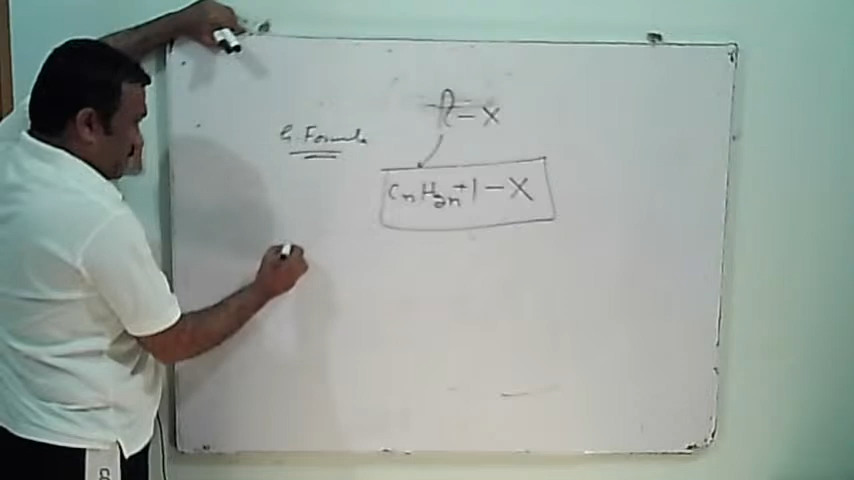 R-X
G. Formula
CnH2n+1-X